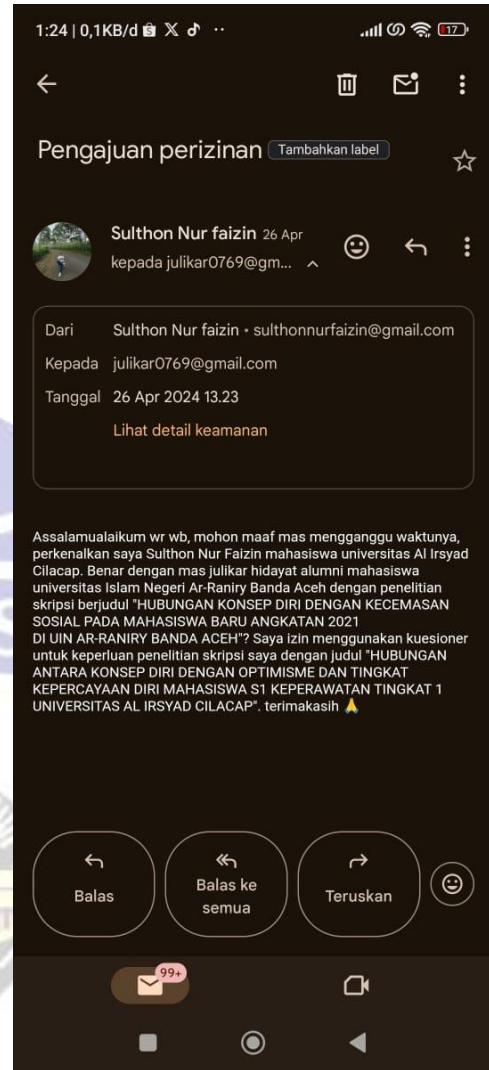 1:24 | 0,1KB/d
17
Pengajuan perizinan Tambahkan label
Sulthon Nur faizin 26 Apr
kepada julikar0769@gm...
Dari Sulthon Nur faizin • sulthonnurfaizin@gmail.com
Kepada julikar0769@gmail.com
Tanggal 26 Apr 2024 13.23
Lihat detail keamanan
Assalamualaikum wr wb, mohon maaf mas mengganggu waktunya,
perkenalkan saya Sulthon Nur Faizin mahasiswa universitas Al Irsyad
Cilacap. Benar dengan mas julikar hidayat alumni mahasiswa
universitas Islam Negeri Ar-Raniry Banda Aceh dengan penelitian
skripsi berjudul "HUBUNGAN KONSEP DIRI DENGAN KECEMASAN
SOSIAL PADA MAHASISWA BARU ANGKATAN 2021
DI UIN AR-RANIRY BANDA ACEH"? Saya izin menggunakan kuesioner
untuk keperluan penelitian skripsi saya dengan judul "HUBUNGAN
ANTARA KONSEP DIRI DENGAN OPTIMISME DAN TINGKAT
KEPERCAYAAN DIRI MAHASISWA S1 KEPERAWATAN TINGKAT 1
UNIVERSITAS AL IRSYAD CILACAP". terimakasih 🙏
Balas
Balas ke
semua
Teruskan
99+